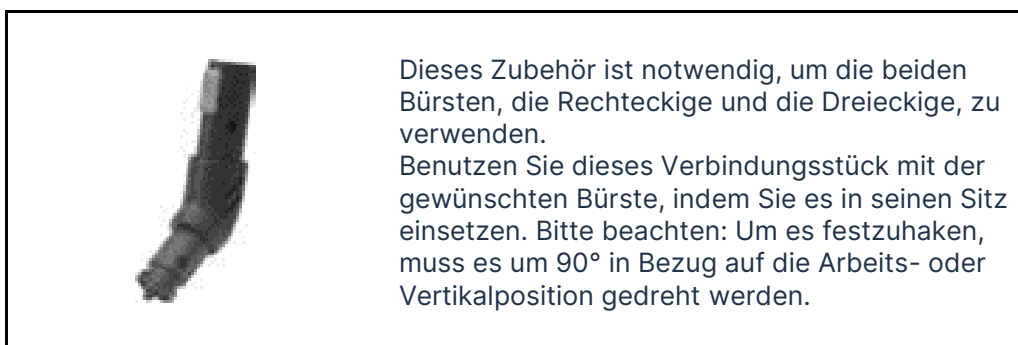 Dieses Zubehör ist notwendig, um die beiden
Bürsten, die Rechteckige und die Dreieckige, zu
verwenden.
Benutzen Sie dieses Verbindungsstück mit der
gewünschten Bürste, indem Sie es in seinen Sitz
einsetzen. Bitte beachten: Um es festzuhaken,
muss es um 90° in Bezug auf die Arbeits- oder
Vertikalposition gedreht werden.